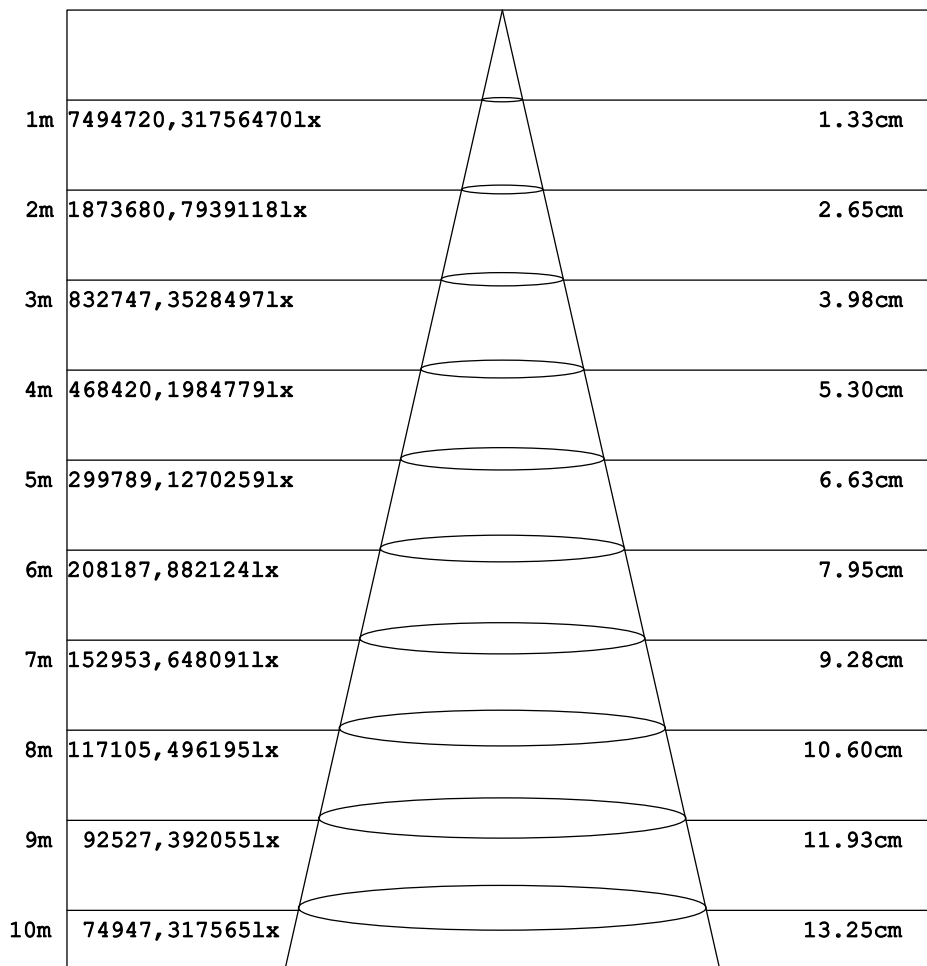 1m 7494720,31756470lx 1.33cm
2m 1873680,7939118lx 2.65cm
3m 832747,3528497lx 3.98cm
4m 468420,1984779lx 5.30cm
5m 299789,1270259lx 6.63cm
6m 208187,882124lx 7.95cm
7m 152953,648091lx 9.28cm
8m 117105,496195lx 10.60cm
9m 92527,392055lx 11.93cm
10m 74947,317565lx 13.25cm